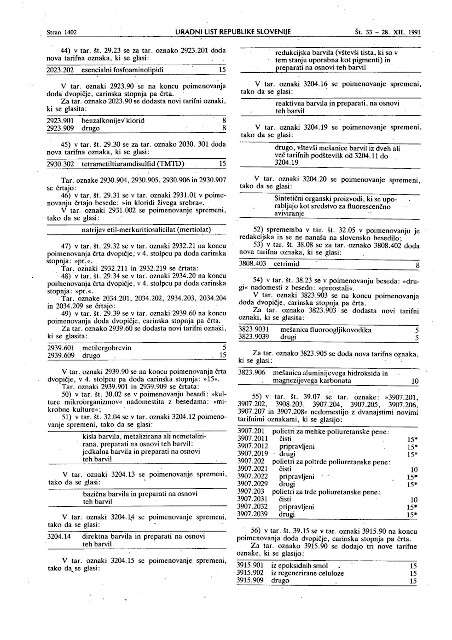 Stran 1402
URADNI LIST REPUBLIKE SLOVENIJE
Št. 33 – 28. XII. 1991
44) v tar. št. 29.23 se za tar. oznako 2923.201 doda
nova tarifna oznaka, ki se glasi:
2023.202 esencialni fosfoaminolipidi 15
V tar. oznaki 2923.90 se na koncu poimenovanja
doda dvopičje, carinska stopnja pa črta.
Za tar. oznako 2023.90 se dodasta novi tarifni oznaki,
ki se glasita:
2923.901 benzalkonijev klorid 8
2923.909 drugo 8
45) v tar. št. 29.30 se za tar. oznako 2030. 301 doda
nova tarifna oznaka, ki se glasi:
2930.302 tetrametiltiuramdisulfid (TMTD) 15
Tar. oznake 2930.904, 2930.905, 2930.906 in 2930.907
se črtajo:
46) v tar. št. 29.31 se v tar. oznaki 2931.01 v poime-
novanju črtajo besede: »in kloridi živega srebra«.
V tar. oznaki 2931.002 se poimenovanje spremeni,
tako da se glasi:
natrijev etil-merkuritiosalicilat (mertiolat)
47) v tar. št. 29.32 se v tar. oznaki 2932.21 na koncu
poimenovanja črta dvopičje, v 4. stolpcu pa doda carinska
stopnja: »pr.«.
Tar. oznaki 2932.211 in 2932.219 se črtata:
48) v tar. št. 29.34 se v tar. oznaki 2934.20 na koncu
poimenovanja črta dvopičje, v 4. stolpcu pa doda carinska
stopnja: »pr.«.
Tar. oznake 2034.201, 2034.202, 2934.203, 2034.204
in 2034.209 se črtajo:
49) v tar. št. 29.39 se v tar. oznaki 2939.60 na koncu
poimenovanja doda dvopičje, carinska stopnja pa črta.
Za tar. oznako 2939.60 se dodasta novi tarifni oznaki,
ki se glasita:
2939.601 metilergobrevin 5
2939.609 drugo 15
V tar. oznaki 2939.90 se na koncu poimenovanja črta
dvopičje, v 4. stolpcu pa doda carinska stopnja: »15«.
Tar. oznaki 2939.901 in 2939.909 se črtata:
50) v tar. št. 30.02 se v poimenovanju besedi: »kul-
ture mikroorganizmov« nadomestita z besedama: »mi-
krobne kulture«;
51) v tar. št. 32.04 se v tar. oznaki 3204.12 poimeno-
vanje spremeni, tako da se glasi:
kisla barvila, metalizirana ali nemetalizi-
rana, preparati na osnovi teh barvil:
jedkalna barvila in preparati na osnovi
teh barvil
V tar. oznaki 3204.13 se poimenovanje spremeni,
tako da se glasi:
bazična barvila in preparati na osnovi
teh barvil
V tar. oznaki 3204.14 se poimenovanje spremeni,
tako da se glasi:
3204.14 direktna barvila in preparati na osnovi
teh barvil
V tar. oznaki 3204.15 se poimenovanje spremeni,
tako da se glasi:
redukcijska barvila (vštevši tista, ki so v
tem stanju uporabna kot pigmenti) in
preparati na osnovi teh barvil
V tar. oznaki 3204.16 se poimenovanje spremeni,
tako da se glasi:
reaktivna barvila in preparati, na osnovi
teh barvil
V tar. oznaki 3204.19 se poimenovanje spremeni,
tako da se glasi:
drugo, vštevši mešanice barvil iz dveh ali
več tarifnih podštevilk od 3204.11 do
3204.19
V tar. oznaki 3204.20 se poimenovanje spremeni,
tako da se glasi:
Sintetični organski proizvodi, ki se upo-
rabljajo kot sredstvo za fluorescenčno
aviviranje
52) sprememba v tar. št. 32.05 v poimenovanju je
redakcijska in se ne nanaša na slovensko besedilo;
53) v tar. št. 38.08 se za tar. oznako 3808.402 doda
nova tarifna oznaka, ki se glasi:
3808.403 cetrimid 8
54) v tar. št. 38.23 se v poimenovanju beseda: »dru-
gi« nadomesti z besedo: »preostali«.
V tar. oznaki 3823.903 se na koncu poimenovanja
doda dvopičje, carinska stopnja pa črta.
Za tar. oznako 3823.903 se dodasta novi tarifni
oznaki, ki se glasita:
3823.9031 mešanica fluoroogljikovodika 5
3823.9039 drugi 5
Za tar. oznako 3823.905 se doda nova tarifna oznaka,
ki se glasi:
3823.906 mešanica aluminijevega hidroksida in
magnezijevega karbonata 10
55) v tar. št. 39.07 se tar. oznake: »3907.201,
3907.202, 3908.203, 3907.204, 3907.205, 3907.206,
3907.207 in 3907.208« nedomestijo z dvanajstimi novimi
tarifnimi oznakami, ki se glasijo:
3907.201 polietri za mehke poliuretanske pene:
3907.2011 čisti 15*
3907.2012 pripravljeni 15*
3907.2019 drugi 15*
3907.202 polietri za poltrde poliuretanske pene:
3907.2021 čisti 10
3907.2022 pripravljeni 15*
3907.2029 drugi 15*
3907.203 polietri za trde poliuretanske pene:
3907.2031 čisti 10
3907.2032 pripravljeni 15*
3907.2039 drugi 15*
56) v tar. št. 39.15 se v tar. oznaki 3915.90 na koncu
poimenovanja doda dvopičje, carinska stopnja pa črta.
Za tar. oznako 3915.90 se dodajo tri nove tarifne
oznake, ki se glasijo:
3915.901 iz epoksidnih smol 15
3915.902 iz regenerirane celuloze 15
3915.909 drugo 15